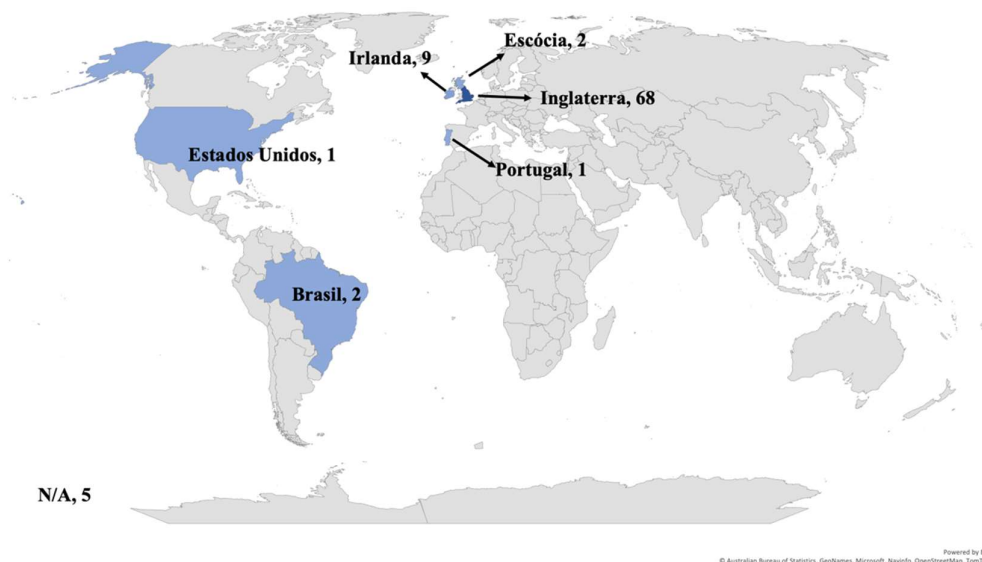 Escócia, 2
Irlanda, 9
Inglaterra, 68
Estados Unidos, 1
Portugal, 1
Brasil, 2
N/A, 5
Powered by
© Australian Bureau of Statistics, GeoNames, Microsoft, Navinfo, OpenStreetMap,